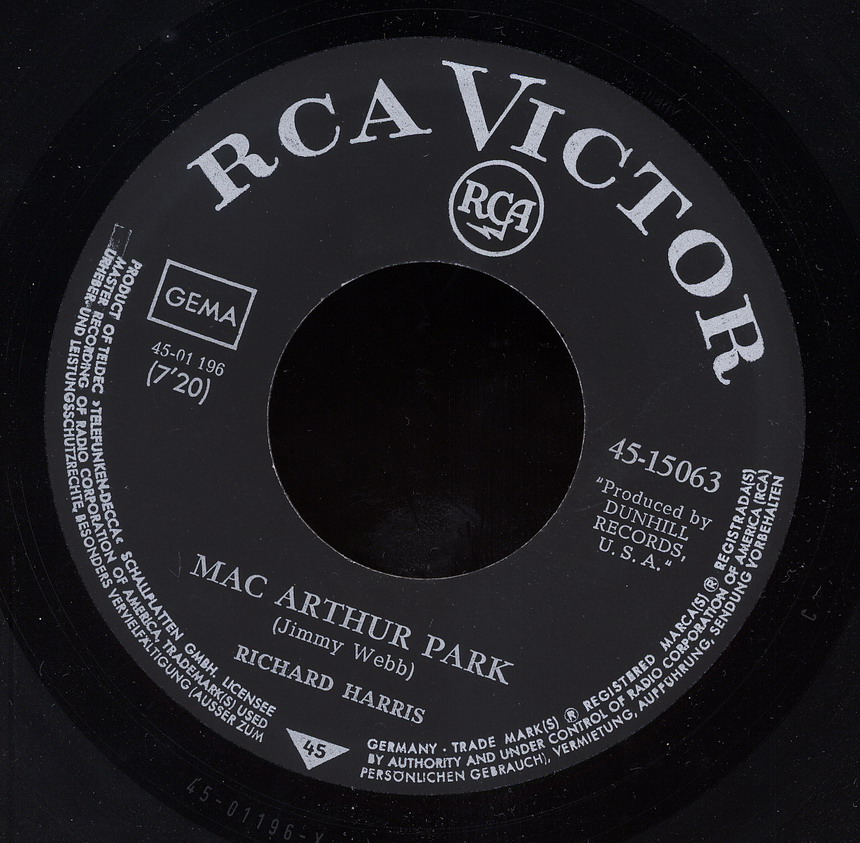 RCA VICTOR
RCA
GEMA
45-01 196
(7'20)
45-15063
"Produced by
DUNHILL
RECORDS,
U. S. A."
MAC ARTHUR PARK
(Jimmy Webb)
RICHARD HARRIS
45
PRODUCT OF TELDEC »TELEFUNKEN-DECCA« SCHALLPLATTEN GMBH, LICENSEE
MASTER RECORDING OF RADIO CORPORATION OF AMERICA, TRADEMARK(S) USED
URHEBER- UND LEISTUNGSSCHUTZRECHTE, BESONDERS VERVIELFÄLTIGUNG (AUSSER ZUM
GERMANY · TRADE MARK(S) ® REGISTERED MARCA(S) ® REGISTRADA(S)
BY AUTHORITY AND UNDER CONTROL OF RADIO CORPORATION OF AMERICA (RCA)
PERSÖNLICHEN GEBRAUCH), VERMIETUNG, AUFFÜHRUNG, SENDUNG VORBEHALTEN
45-01196-